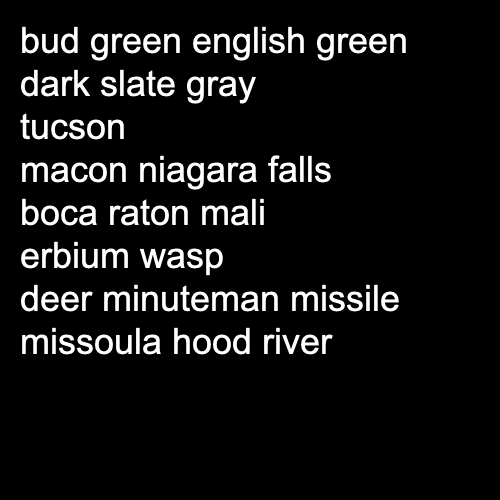 bud green english green
dark slate gray
tucson
macon niagara falls
boca raton mali
erbium wasp
deer minuteman missile
missoula hood river